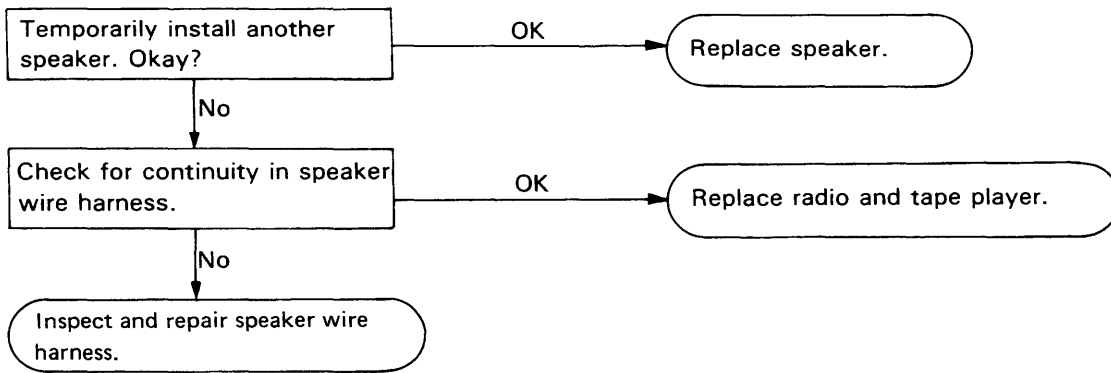 Temporarily install another
speaker. Okay?
OK
Replace speaker.
No
Check for continuity in speaker
wire harness.
OK
Replace radio and tape player.
No
Inspect and repair speaker wire
harness.